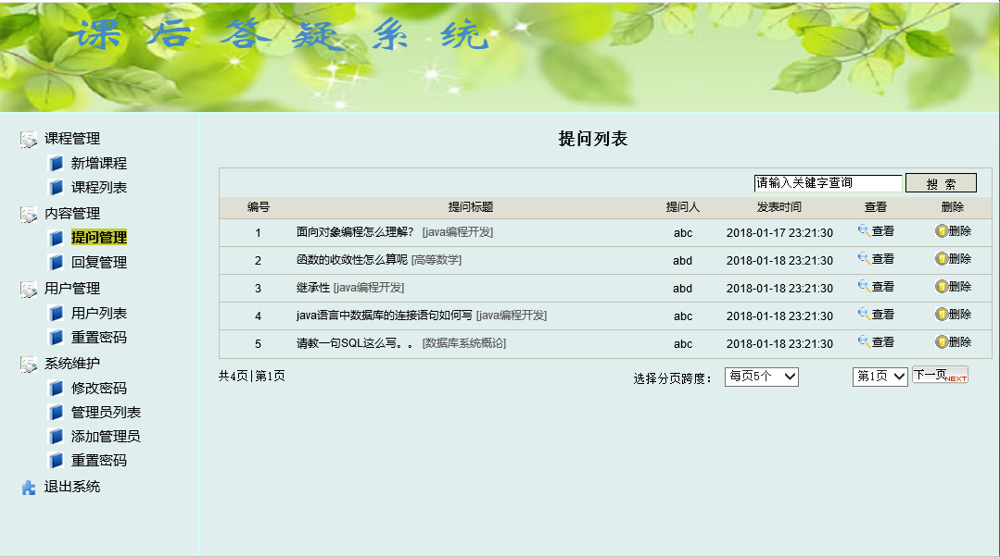 课后答疑系统
课程管理
新增课程
课程列表
内容管理
提问管理
回复管理
用户管理
用户列表
重置密码
系统维护
修改密码
管理员列表
添加管理员
重置密码
退出系统
提问列表
请输入关键字查询 搜 索
编号 提问标题 提问人 发表时间 查看 删除
1 面向对象编程怎么理解? [java编程开发] abc 2018-01-17 23:21:30 查看 删除
2 函数的收敛性怎么算呢 [高等数学] abd 2018-01-18 23:21:30 查看 删除
3 继承性 [java编程开发] abd 2018-01-18 23:21:30 查看 删除
4 java语言中数据库的连接语句如何写 [java编程开发] abc 2018-01-18 23:21:30 查看 删除
5 请教一句SQL这么写。。 [数据库系统概论] abc 2018-01-18 23:21:30 查看 删除
共4页|第1页 选择分页跨度： 每页5个 第1页 下一页 NEXT